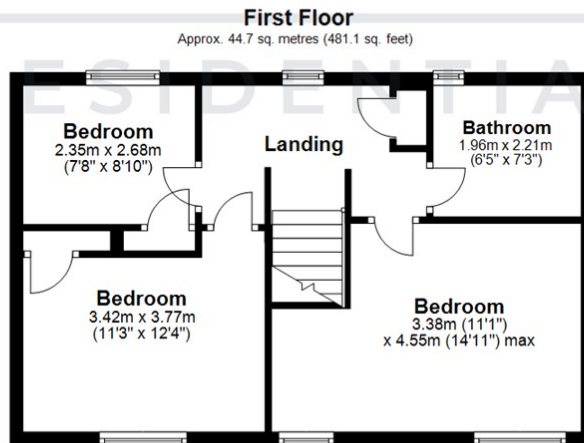 First Floor
Approx. 44.7 sq. metres (481.1 sq. feet)
ESIDENTIA
Bedroom
2.35m x 2.68m
(7'8" x 8'10")
Landing
Bathroom
1.96m x 2.21m
(6'5" x 7'3")
Bedroom
3.42m x 3.77m
(11'3" x 12'4")
Bedroom
3.38m (11'1")
x 4.55m (14'11") max